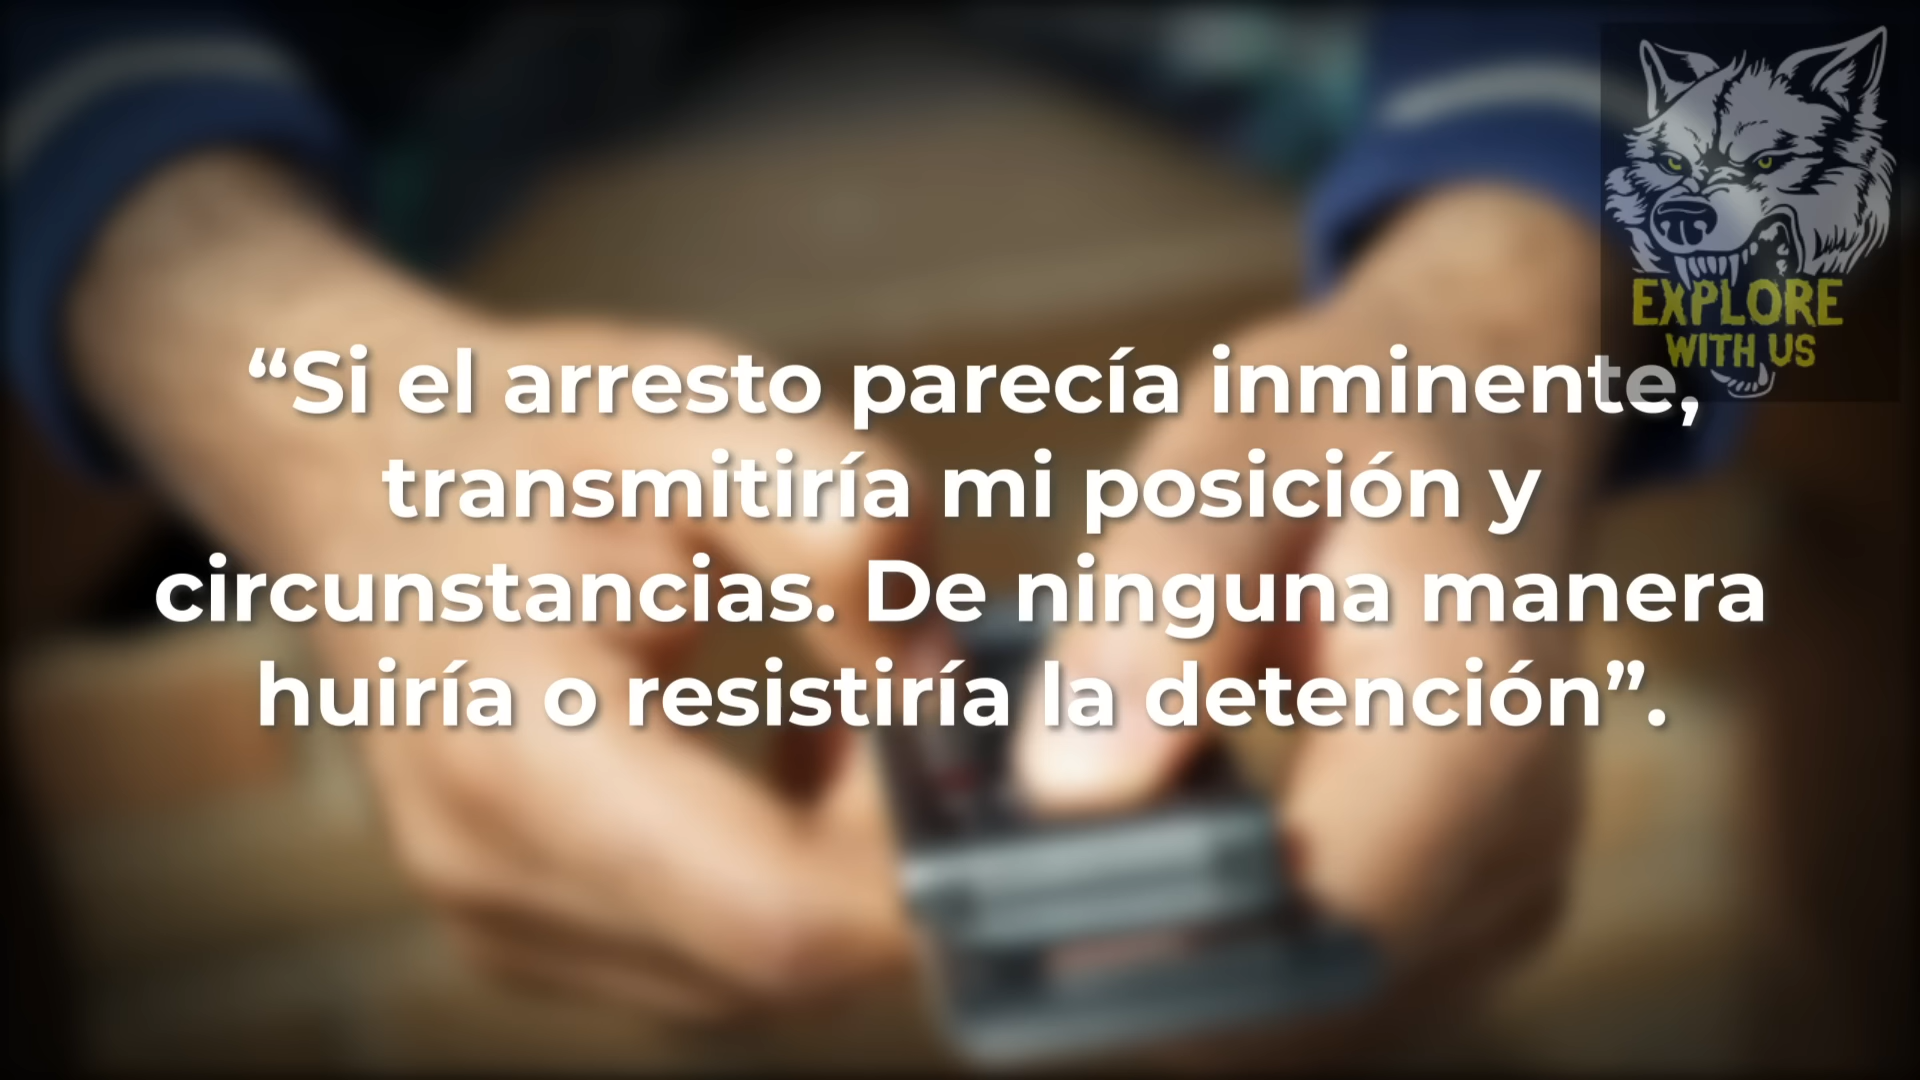 EXPLORE
WITH US
“Si el arresto parecía inminente,
transmitiría mi posición y
circunstancias. De ninguna manera
huiría o resistiría la detención”.